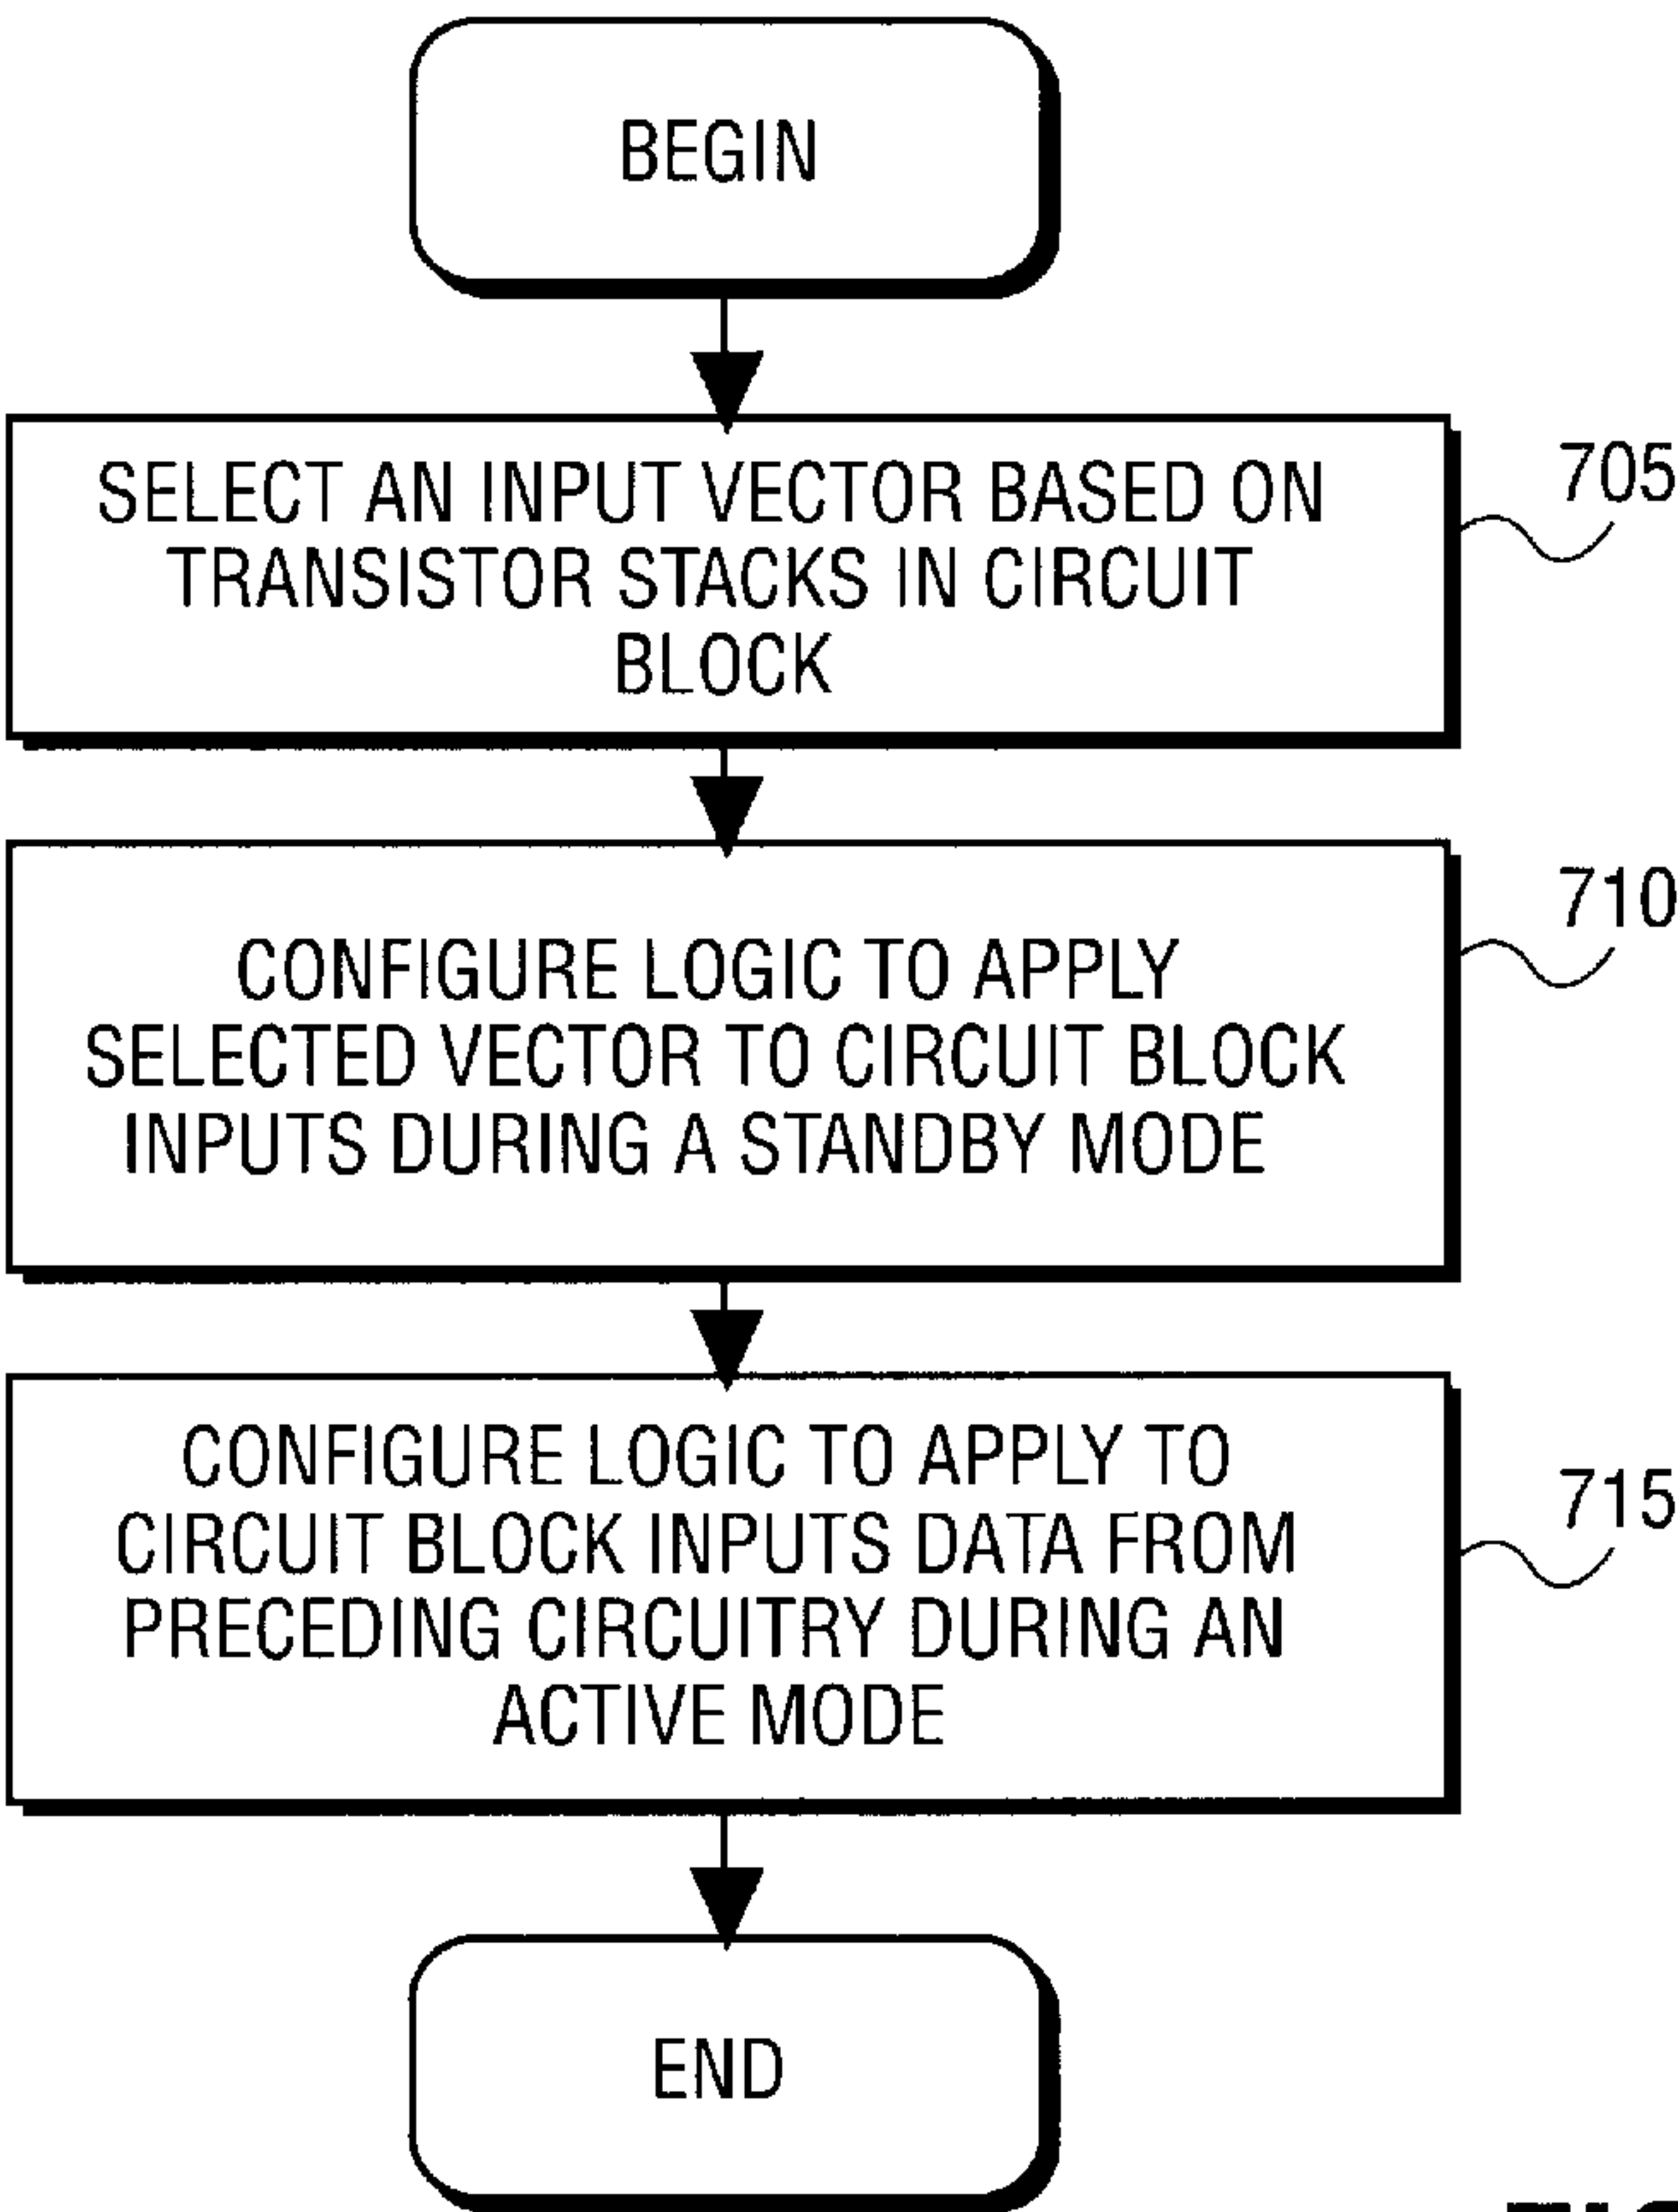 BEGIN
SELECT AN INPUT VECTOR BASED ON
TRANSISTOR STACKS IN CIRCUIT
BLOCK
705
CONFIGURE LOGIC TO APPLY
SELECTED VECTOR TO CIRCUIT BLOCK
INPUTS DURING A STANDBY MODE
710
CONFIGURE LOGIC TO APPLY TO
CIRCUIT BLOCK INPUTS DATA FROM
PRECEDING CIRCUITRY DURING AN
ACTIVE MODE
715
END